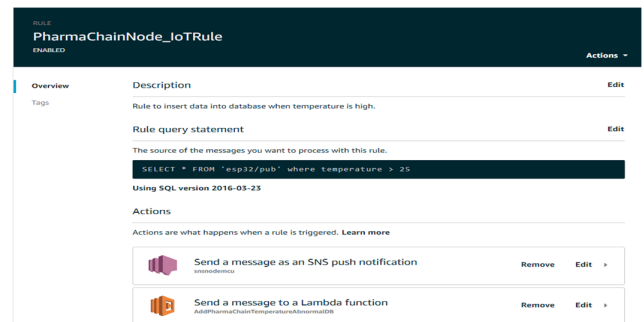 RULE
PharmaChainNode_IoTRule
ENABLED
Actions
Overview
Tags
Description Edit
Rule to insert data into database when temperature is high.
Rule query statement Edit
The source of the messages you want to process with this rule.
SELECT * FROM 'esp32/pub' where temperature > 25
Using SQL version 2016-03-23
Actions
Actions are what happens when a rule is triggered. Learn more
Send a message as an SNS push notification Remove Edit
snsnodemcu
Send a message to a Lambda function Remove Edit
AddPharmaChainTemperatureAbnormalDB